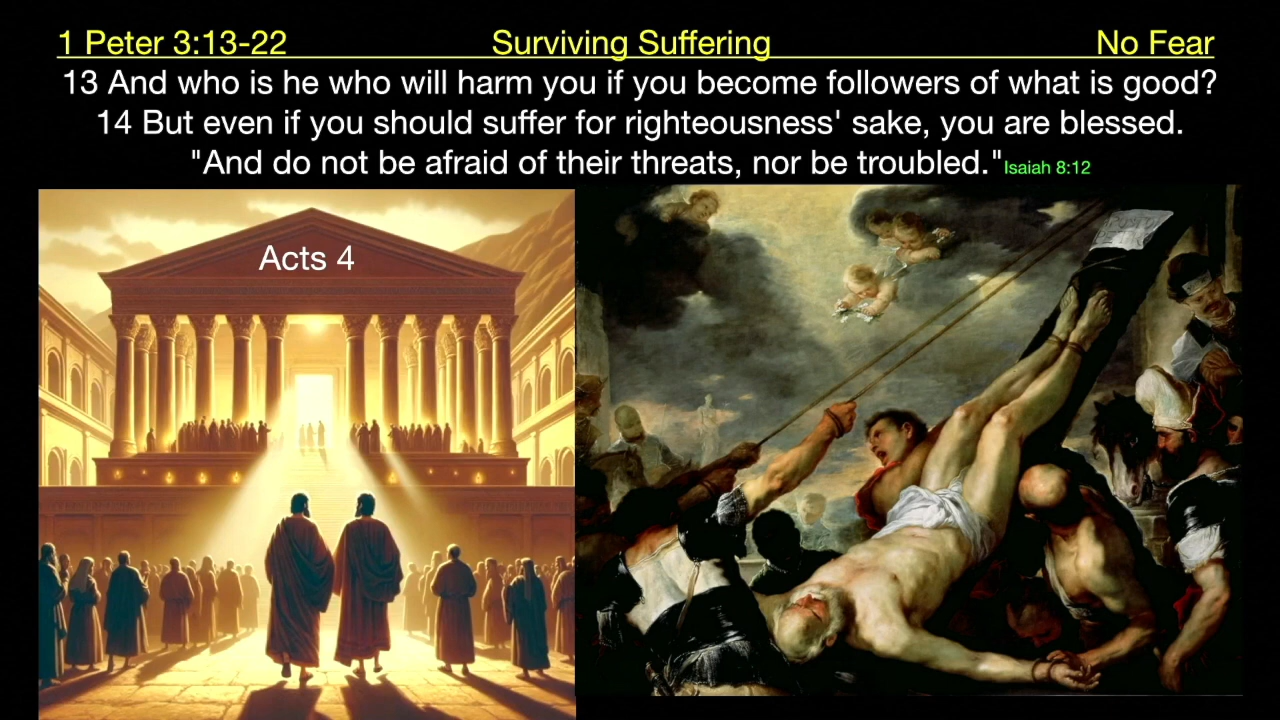 1 Peter 3:13-22 Surviving Suffering No Fear
13 And who is he who will harm you if you become followers of what is good?
14 But even if you should suffer for righteousness' sake, you are blessed.
"And do not be afraid of their threats, nor be troubled." Isaiah 8:12
Acts 4